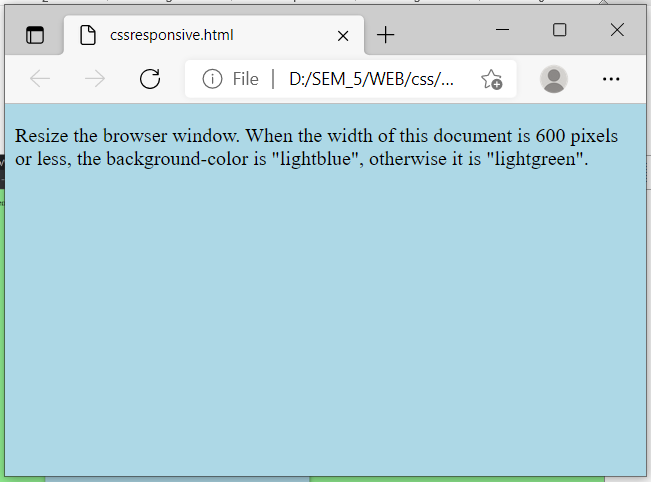 cssresponsive.html
File | D:/SEM_5/WEB/css/...
Resize the browser window. When the width of this document is 600 pixels
or less, the background-color is "lightblue", otherwise it is "lightgreen".